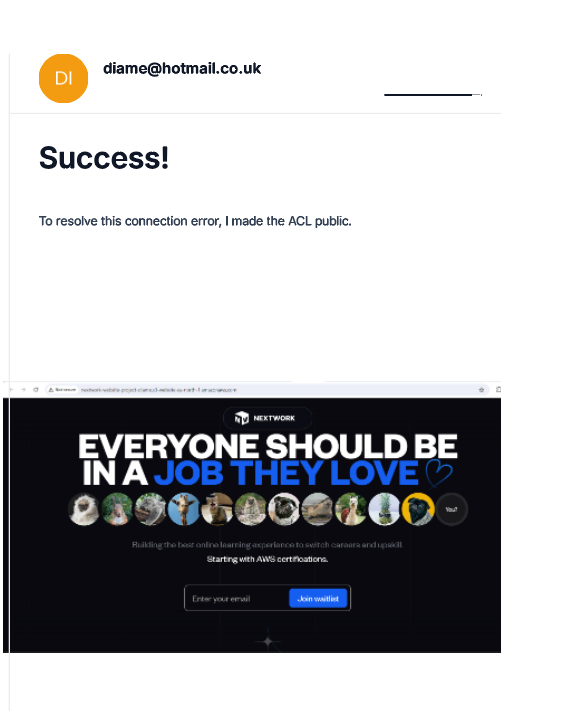 DI
diame@hotmail.co.uk
Success!
To resolve this connection error, I made the ACL public.
Not secure
NEXTWORK
EVERYONE SHOULD BE
IN A JOB THEY LOVE
You?
Building the best online learning experience to switch careers and upskill.
Starting with AWS certifications.
Enter your email
Join waitlist